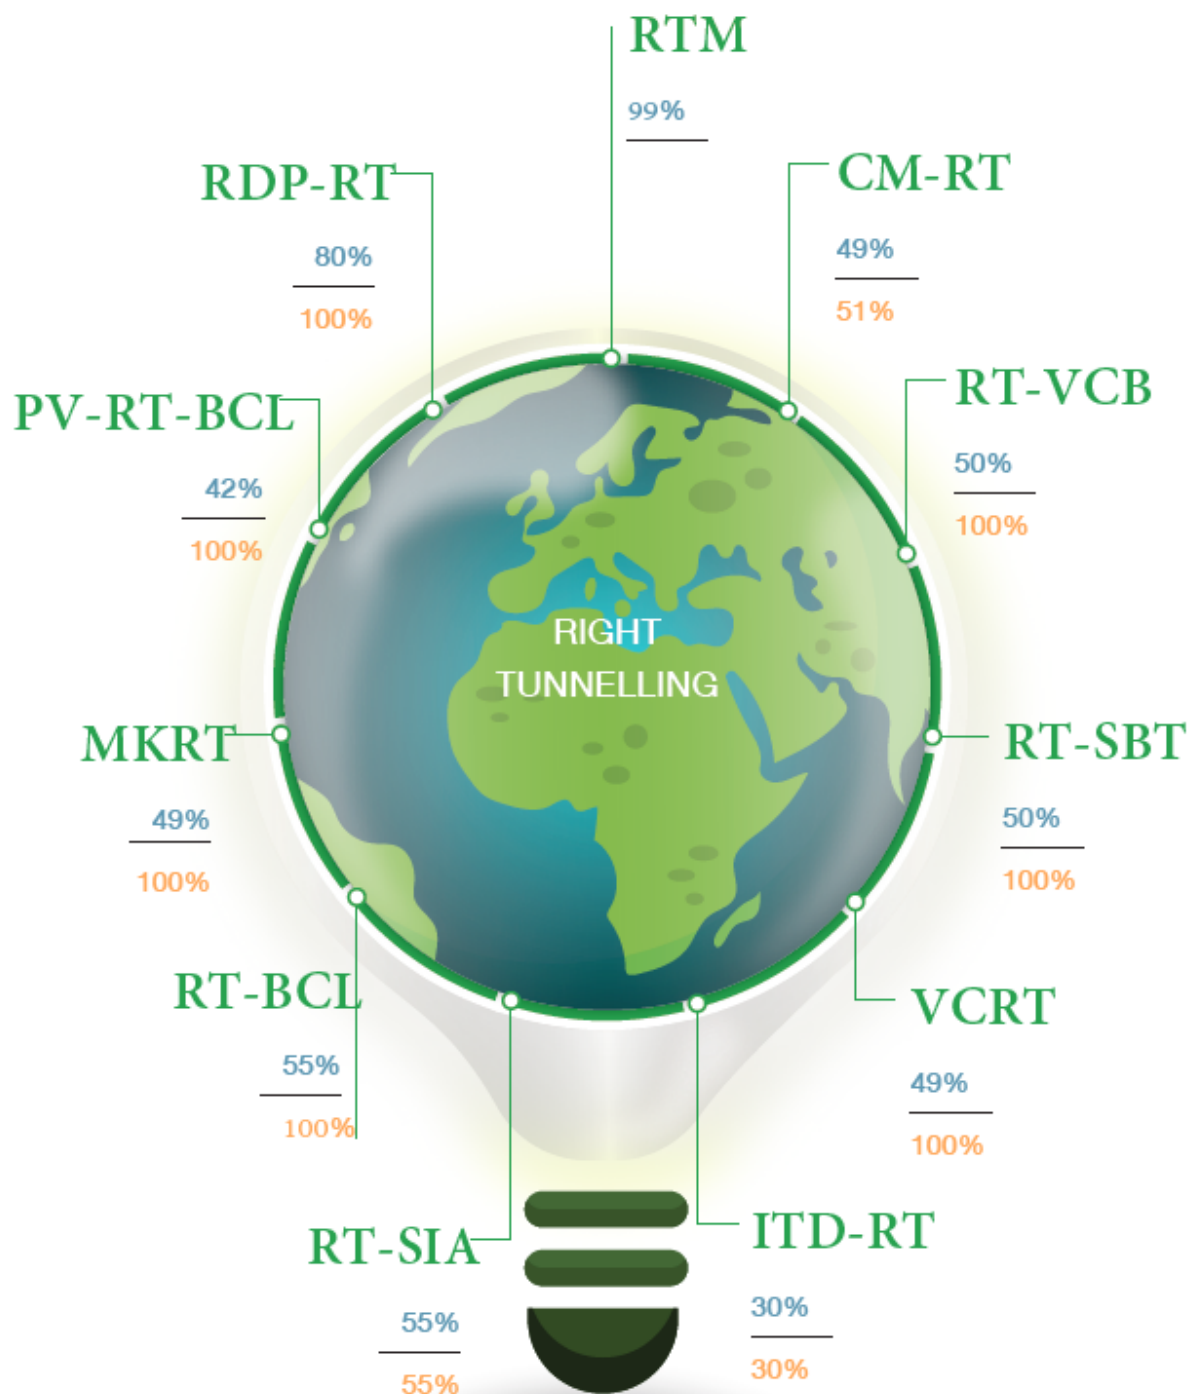 RTM
99%
CM-RT
49%
51%
RDP-RT
80%
100%
RT-VCB
50%
100%
PV-RT-BCL
42%
100%
RIGHT
TUNNELLING
MKRT
49%
100%
RT-SBT
50%
100%
RT-BCL
55%
100%
VCRT
49%
100%
RT-SIA
55%
55%
ITD-RT
30%
30%